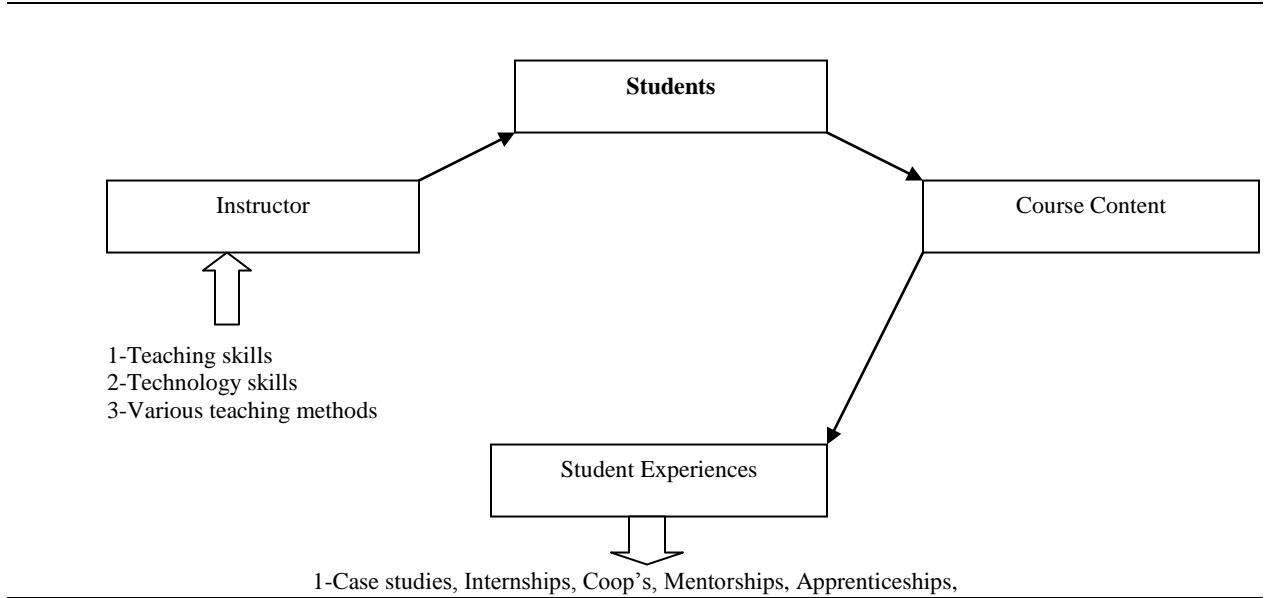 Students
Instructor
Course Content
1-Teaching skills
2-Technology skills
3-Various teaching methods
Student Experiences
1-Case studies, Internships, Coop’s, Mentorships, Apprenticeships,